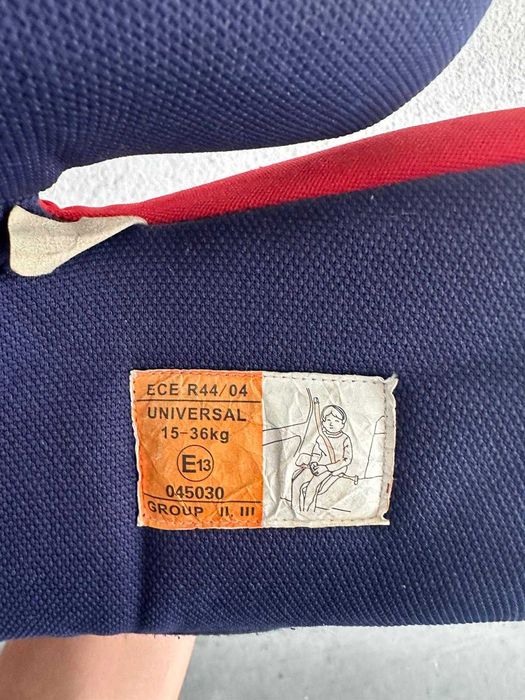 ECE R44/04
UNIVERSAL
15-36kg
E13
045030
GROUP II, III